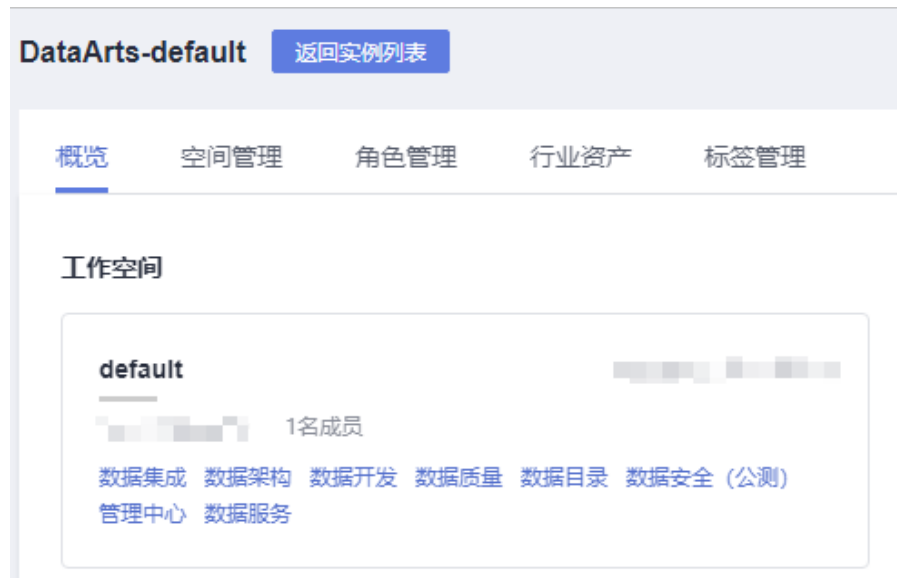 DataArts-default 返回实例列表
概览 空间管理 角色管理 行业资产 标签管理
工作空间
default
1名成员
数据集成 数据架构 数据开发 数据质量 数据目录 数据安全 (公测)
管理中心 数据服务